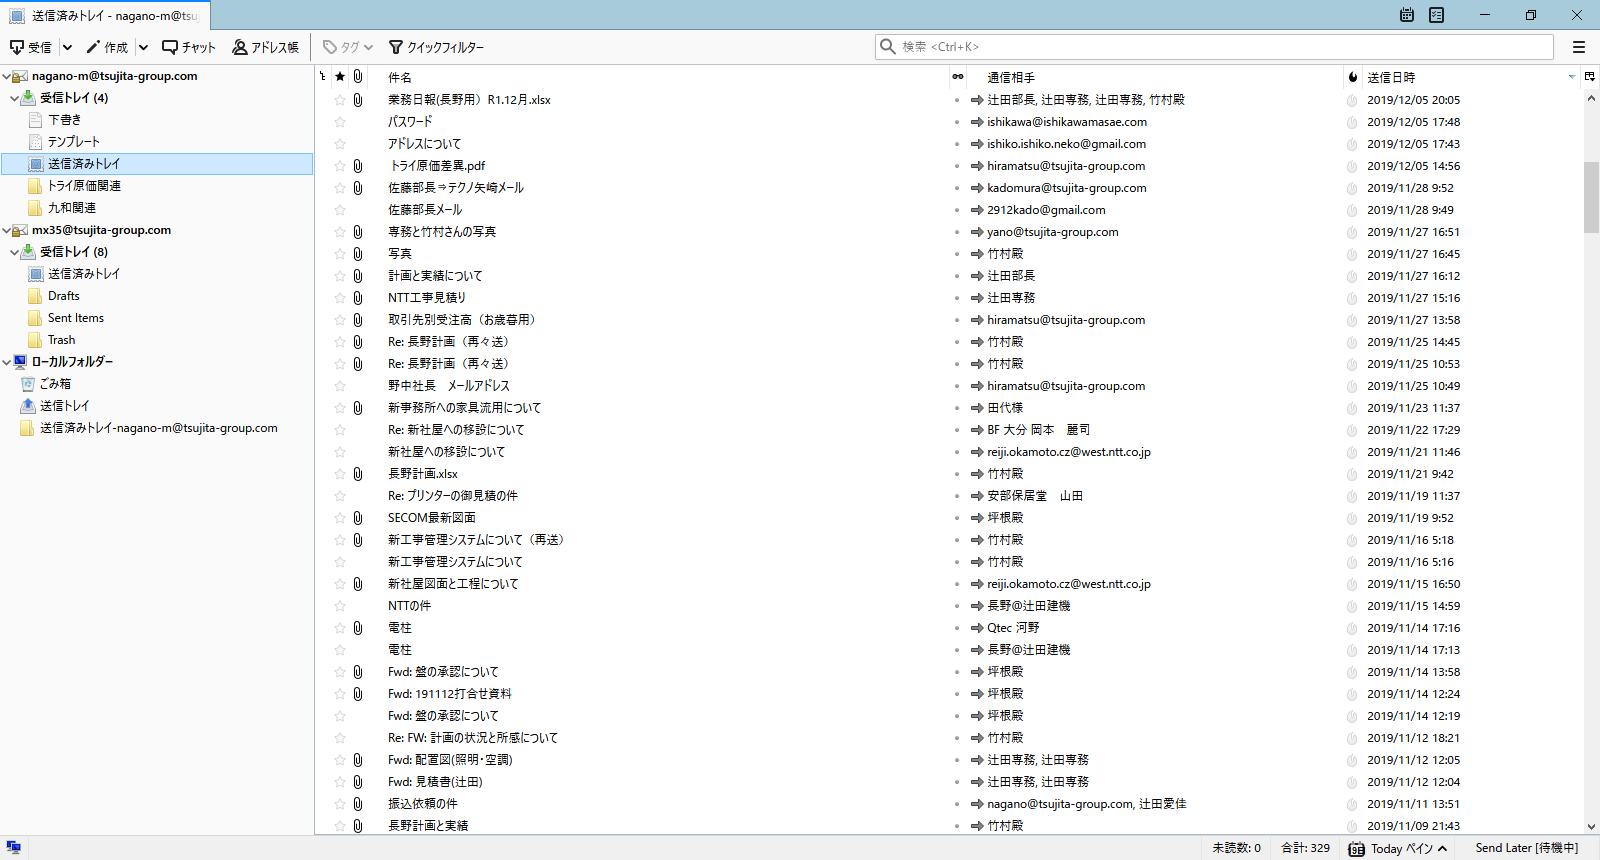 送信済みトレイ - nagano-m@tsu
受信 作成 チャット アドレス帳 タグ クイックフィルター 検索 <Ctrl+K>
nagano-m@tsujita-group.com
受信トレイ (4)
下書き
テンプレート
送信済みトレイ
トライ原価関連
九和関連
mx35@tsujita-group.com
受信トレイ (8)
送信済みトレイ
Drafts
Sent Items
Trash
ローカルフォルダー
ごみ箱
送信トレイ
送信済みトレイ-nagano-m@tsujita-group.com
件名 通信相手 送信日時
業務日報(長野用）R1.12月.xlsx 辻田部長, 辻田専務, 辻田専務, 竹村殿 2019/12/05 20:05
パスワード ishikawa@ishikawamasae.com 2019/12/05 17:48
アドレスについて ishiko.ishiko.neko@gmail.com 2019/12/05 17:43
トライ原価差異.pdf hiramatsu@tsujita-group.com 2019/12/05 14:56
佐藤部長⇒テクノ矢崎メール kadomura@tsujita-group.com 2019/11/28 9:52
佐藤部長メール 2912kado@gmail.com 2019/11/28 9:49
専務と竹村さんの写真 yano@tsujita-group.com 2019/11/27 16:51
写真 竹村殿 2019/11/27 16:45
計画と実績について 辻田部長 2019/11/27 16:12
NTT工事見積り 辻田専務 2019/11/27 15:16
取引先別受注高（お歳暮用） hiramatsu@tsujita-group.com 2019/11/27 13:58
Re: 長野計画（再々送） 竹村殿 2019/11/25 14:45
Re: 長野計画（再々送） 竹村殿 2019/11/25 10:53
野中社長　メールアドレス hiramatsu@tsujita-group.com 2019/11/25 10:49
新事務所への家具流用について 田代様 2019/11/23 11:37
Re: 新社屋への移設について BF 大分 岡本　麗司 2019/11/22 17:29
新社屋への移設について reiji.okamoto.cz@west.ntt.co.jp 2019/11/21 11:46
長野計画.xlsx 竹村殿 2019/11/21 9:42
Re: プリンターの御見積の件 安部保居堂　山田 2019/11/19 11:37
SECOM最新図面 坪根殿 2019/11/19 9:52
新工事管理システムについて（再送） 竹村殿 2019/11/16 5:18
新工事管理システムについて 竹村殿 2019/11/16 5:16
新社屋図面と工程について reiji.okamoto.cz@west.ntt.co.jp 2019/11/15 16:50
NTTの件 長野@辻田建機 2019/11/15 14:59
電柱 Qtec 河野 2019/11/14 17:16
電柱 長野@辻田建機 2019/11/14 17:13
Fwd: 盤の承認について 坪根殿 2019/11/14 13:58
Fwd: 191112打合せ資料 坪根殿 2019/11/14 12:24
Fwd: 盤の承認について 坪根殿 2019/11/14 12:19
Re: FW: 計画の状況と所感について 竹村殿 2019/11/12 18:21
Fwd: 配置図(照明・空調) 辻田専務, 辻田専務 2019/11/12 12:05
Fwd: 見積書(辻田) 辻田専務, 辻田専務 2019/11/12 12:04
振込依頼の件 nagano@tsujita-group.com, 辻田愛佳 2019/11/11 13:51
長野計画と実績 竹村殿 2019/11/09 21:43
未読数: 0 合計: 329 Today ペイン Send Later [待機中]